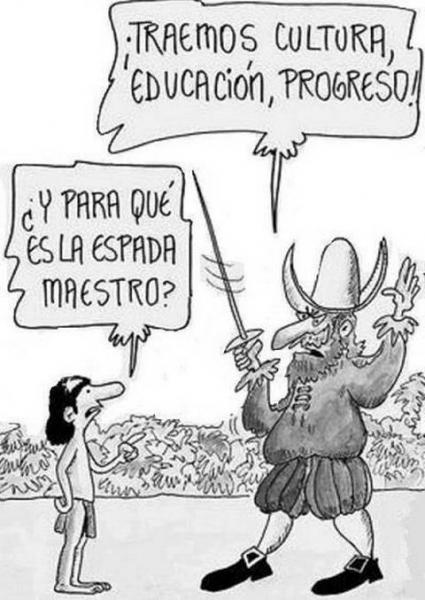 ¡TRAEMOS CULTURA,
EDUCACIÓN, PROGRESO!
¿Y PARA QUÉ
ES LA ESPADA
MAESTRO?